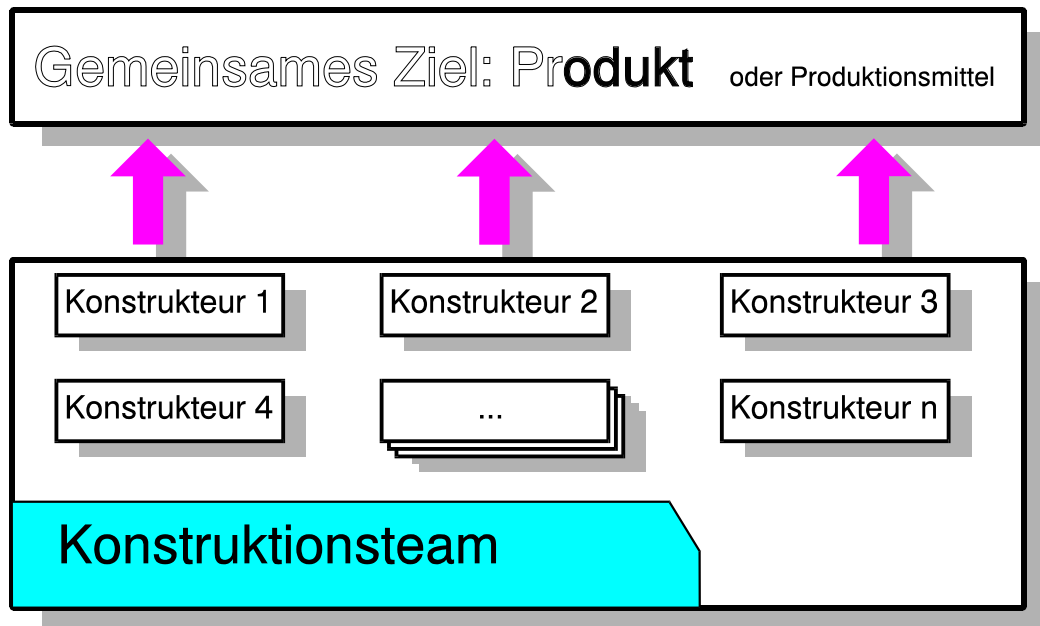 Gemeinsames Ziel: Produkt oder Produktionsmittel
Konstrukteur 1 Konstrukteur 2 Konstrukteur 3
Konstrukteur 4 ... Konstrukteur n
Konstruktionsteam